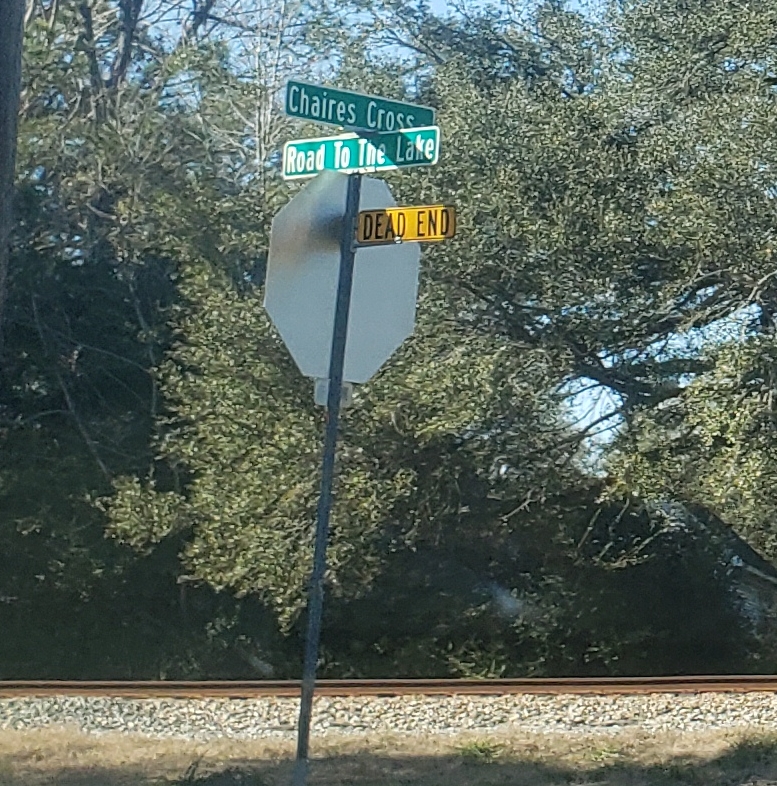 Chaires Cross
Road To The Lake
DEAD END